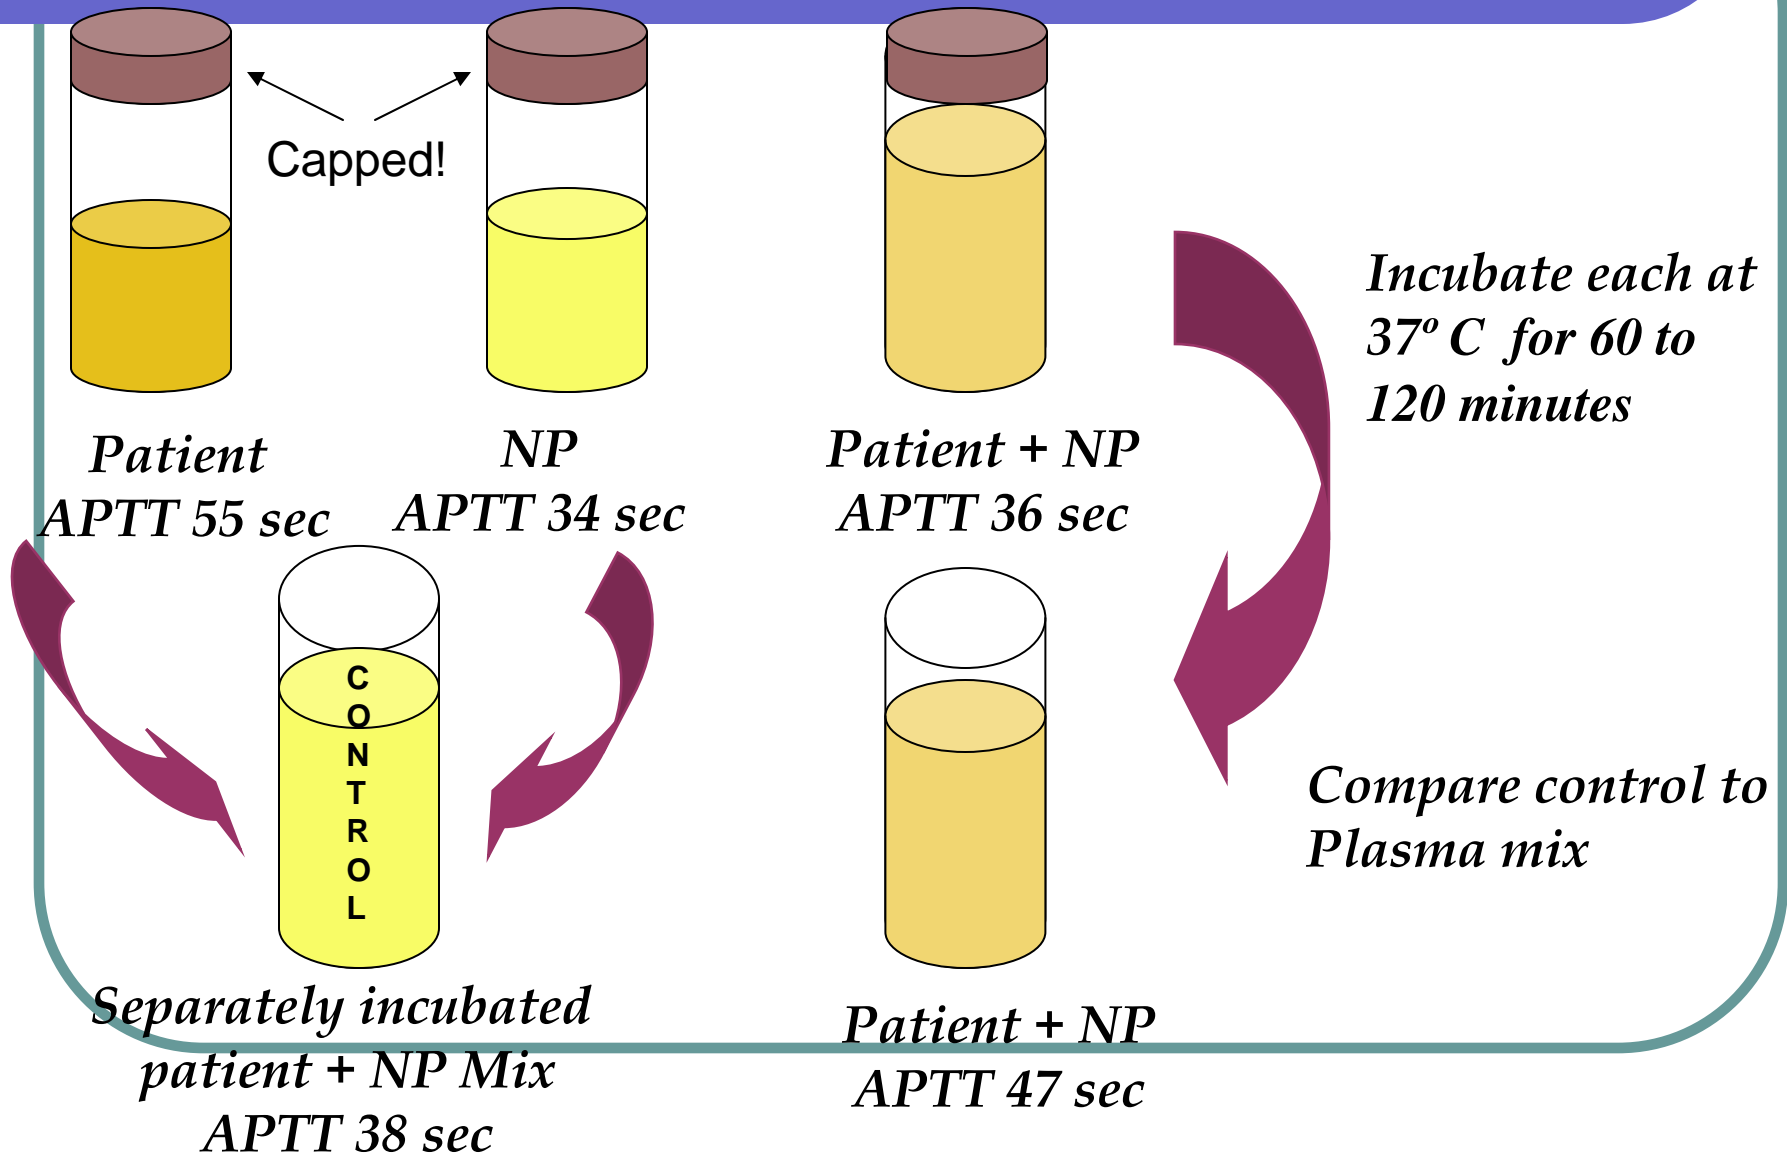 Capped!
Patient
APTT 55 sec
NP
APTT 34 sec
Patient + NP
APTT 36 sec
Incubate each at
37º C  for 60 to
120 minutes
CONTROL
Separately incubated
patient + NP Mix
APTT 38 sec
Patient + NP
APTT 47 sec
Compare control to
Plasma mix